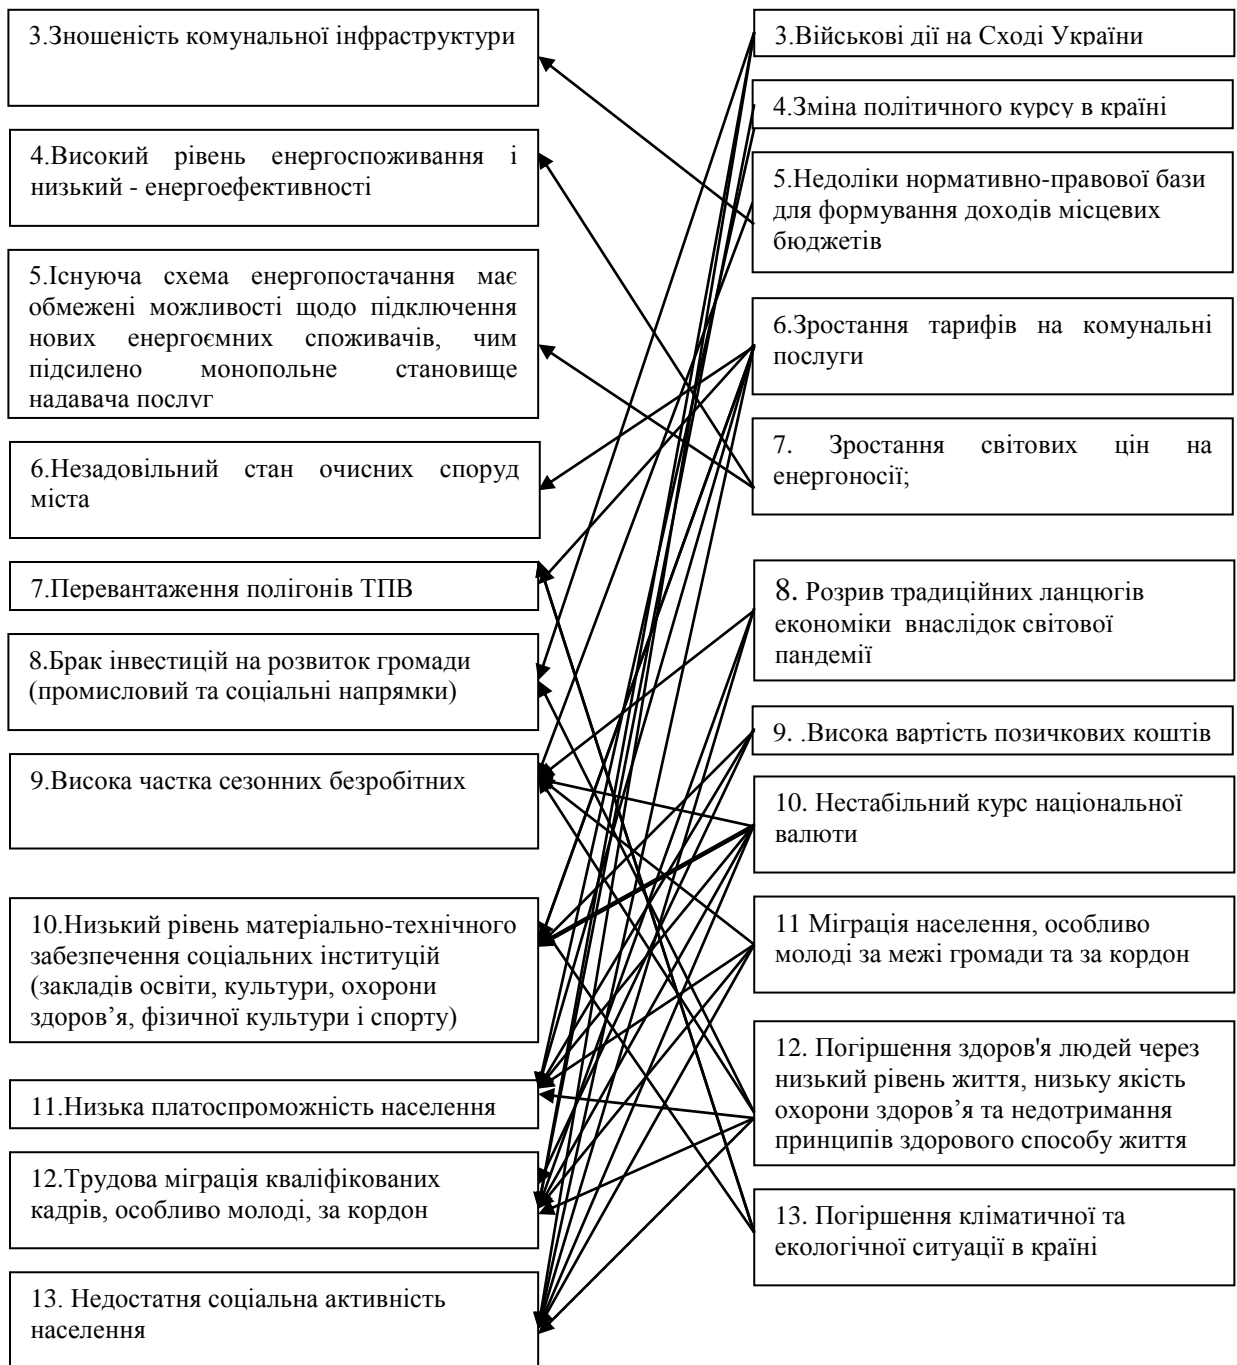 3.Зношеність комунальної інфраструктури
4.Високий рівень енергоспоживання і
низький - енергоефективності
5.Існуюча схема енергопостачання має
обмежені можливості щодо підключення
нових енергоємних споживачів, чим
підсилено монопольне становище
надавача послуг
6.Незадовільний стан очисних споруд
міста
7.Перевантаження полігонів ТПВ
8.Брак інвестицій на розвиток громади
(промисловий та соціальні напрямки)
9.Висока частка сезонних безробітних
10.Низький рівень матеріально-технічного
забезпечення соціальних інституцій
(закладів освіти, культури, охорони
здоров’я, фізичної культури і спорту)
11.Низька платоспроможність населення
12.Трудова міграція кваліфікованих
кадрів, особливо молоді, за кордон
13. Недостатня соціальна активність
населення
3.Військові дії на Сході України
4.Зміна політичного курсу в країні
5.Недоліки нормативно-правової бази
для формування доходів місцевих
бюджетів
6.Зростання тарифів на комунальні
послуги
7. Зростання світових цін на
енергоносії;
8. Розрив традиційних ланцюгів
економіки внаслідок світової
пандемії
9. .Висока вартість позичкових коштів
10. Нестабільний курс національної
валюти
11 Міграція населення, особливо
молоді за межі громади та за кордон
12. Погіршення здоров'я людей через
низький рівень життя, низьку якість
охорони здоров’я та недотримання
принципів здорового способу життя
13. Погіршення кліматичної та
екологічної ситуації в країні